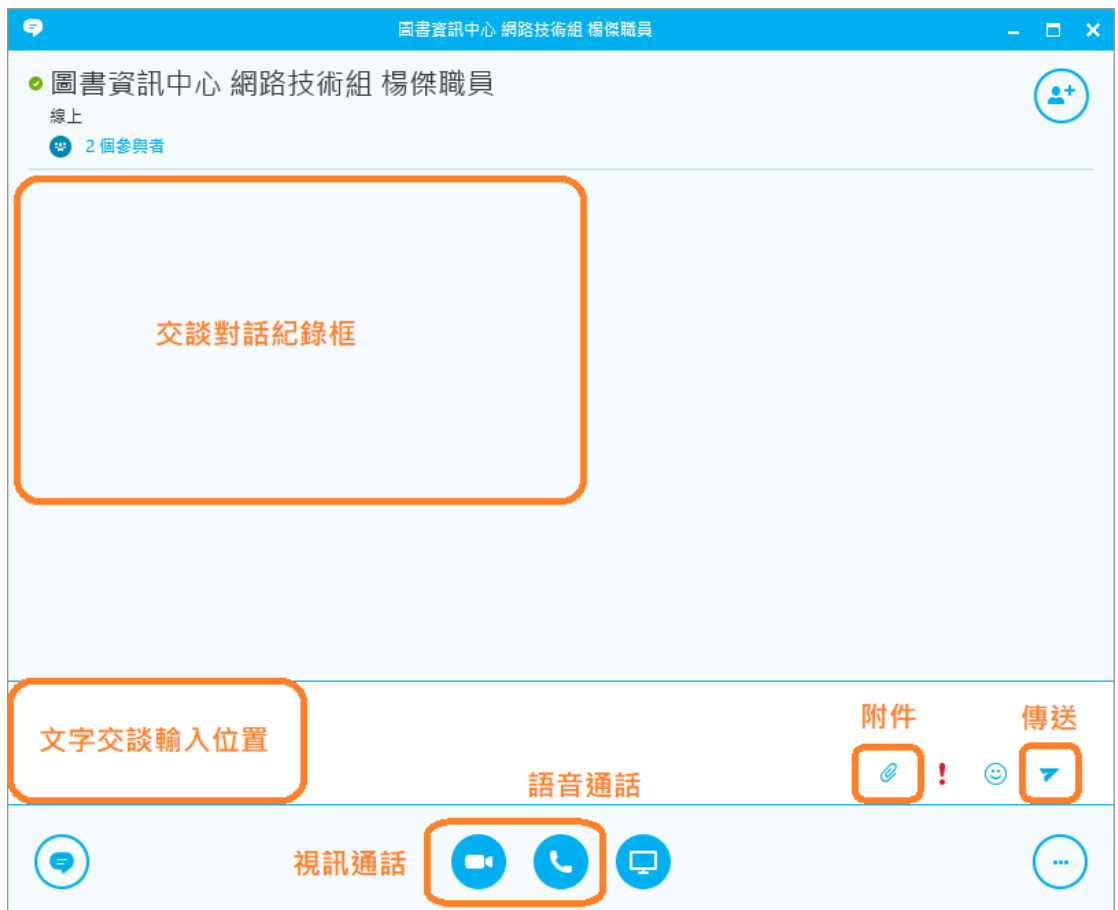 圖書資訊中心 網路技術組 楊傑職員
圖書資訊中心 網路技術組 楊傑職員
線上
2 個參與者
交談對話紀錄框
附件
傳送
文字交談輸入位置
語音通話
視訊通話